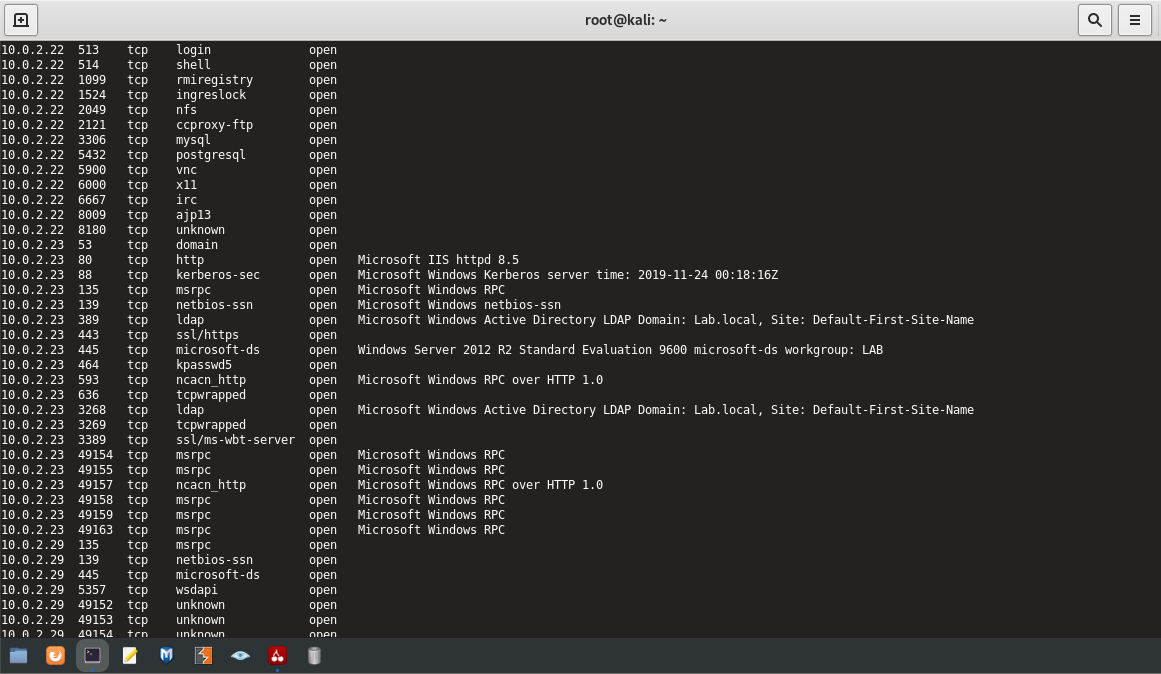 root@kali: ~
10.0.2.22 513 tcp login open
10.0.2.22 514 tcp shell open
10.0.2.22 1099 tcp rmiregistry open
10.0.2.22 1524 tcp ingreslock open
10.0.2.22 2049 tcp nfs open
10.0.2.22 2121 tcp ccproxy-ftp open
10.0.2.22 3306 tcp mysql open
10.0.2.22 5432 tcp postgresql open
10.0.2.22 5900 tcp vnc open
10.0.2.22 6000 tcp x11 open
10.0.2.22 6667 tcp irc open
10.0.2.22 8009 tcp ajp13 open
10.0.2.22 8180 tcp unknown open
10.0.2.23 53 tcp domain open
10.0.2.23 80 tcp http open Microsoft IIS httpd 8.5
10.0.2.23 88 tcp kerberos-sec open Microsoft Windows Kerberos server time: 2019-11-24 00:18:16Z
10.0.2.23 135 tcp msrpc open Microsoft Windows RPC
10.0.2.23 139 tcp netbios-ssn open Microsoft Windows netbios-ssn
10.0.2.23 389 tcp ldap open Microsoft Windows Active Directory LDAP Domain: Lab.local, Site: Default-First-Site-Name
10.0.2.23 443 tcp ssl/https open
10.0.2.23 445 tcp microsoft-ds open Windows Server 2012 R2 Standard Evaluation 9600 microsoft-ds workgroup: LAB
10.0.2.23 464 tcp kpasswd5 open
10.0.2.23 593 tcp ncacn_http open Microsoft Windows RPC over HTTP 1.0
10.0.2.23 636 tcp tcpwrapped open
10.0.2.23 3268 tcp ldap open Microsoft Windows Active Directory LDAP Domain: Lab.local, Site: Default-First-Site-Name
10.0.2.23 3269 tcp tcpwrapped open
10.0.2.23 3389 tcp ssl/ms-wbt-server open
10.0.2.23 49154 tcp msrpc open Microsoft Windows RPC
10.0.2.23 49155 tcp msrpc open Microsoft Windows RPC
10.0.2.23 49157 tcp ncacn_http open Microsoft Windows RPC over HTTP 1.0
10.0.2.23 49158 tcp msrpc open Microsoft Windows RPC
10.0.2.23 49159 tcp msrpc open Microsoft Windows RPC
10.0.2.23 49163 tcp msrpc open Microsoft Windows RPC
10.0.2.29 135 tcp msrpc open
10.0.2.29 139 tcp netbios-ssn open
10.0.2.29 445 tcp microsoft-ds open
10.0.2.29 5357 tcp wsdapi open
10.0.2.29 49152 tcp unknown open
10.0.2.29 49153 tcp unknown open
10.0.2.29 49154 tcp unknown open